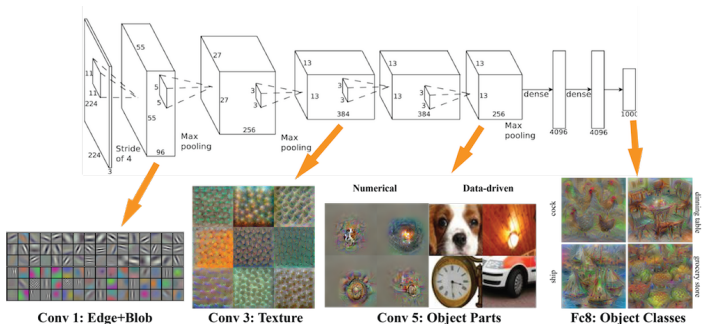 55
27
13
13
13
11
5
3
3
3
11
5
3
3
3
224
55
27
13
13
13
dense
dense
384
384
256
1000
Max
pooling
4096
4096
256
Max
pooling
Stride
of 4
Max
pooling
96
224
3
Numerical
Data-driven
cock
dinning table
ship
grocery store
Conv 1: Edge+Blob
Conv 3: Texture
Conv 5: Object Parts
Fc8: Object Classes